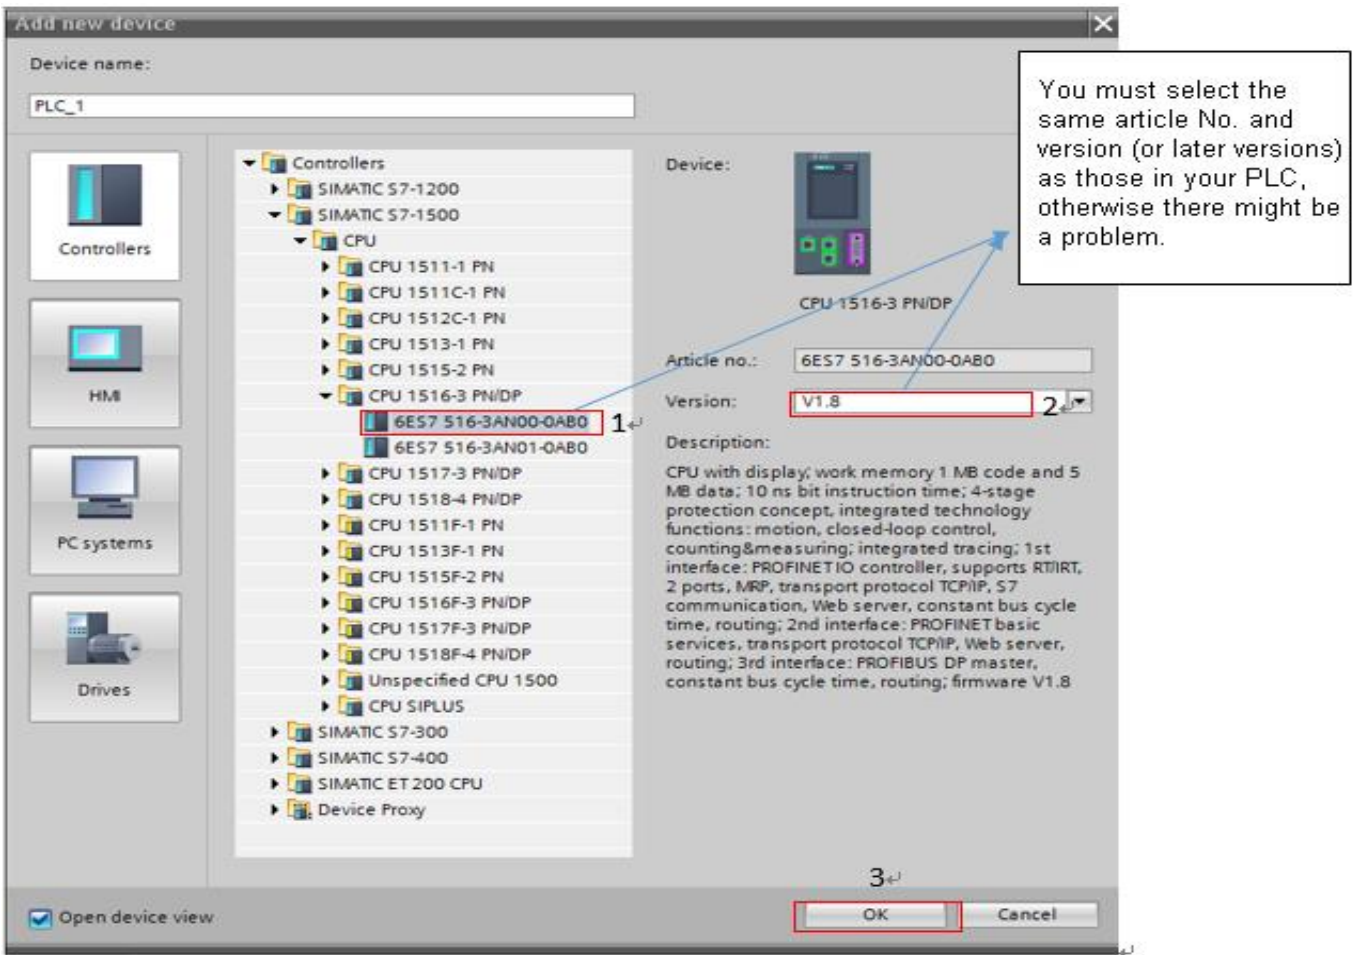 Add new device
Device name:
PLC_1
You must select the
same article No. and
version (or later versions)
as those in your PLC,
otherwise there might be
a problem.
Controllers
HMI
PC systems
Drives
Controllers
SIMATIC S7-1200
SIMATIC S7-1500
CPU
CPU 1511-1 PN
CPU 1511C-1 PN
CPU 1512C-1 PN
CPU 1513-1 PN
CPU 1515-2 PN
CPU 1516-3 PN/DP
6ES7 516-3AN00-0AB0 1
6ES7 516-3AN01-0AB0
CPU 1517-3 PN/DP
CPU 1518-4 PN/DP
CPU 1511F-1 PN
CPU 1513F-1 PN
CPU 1515F-2 PN
CPU 1516F-3 PN/DP
CPU 1517F-3 PN/DP
CPU 1518F-4 PN/DP
Unspecified CPU 1500
CPU SIPLUS
SIMATIC S7-300
SIMATIC S7-400
SIMATIC ET 200 CPU
Device Proxy
Device:
CPU 1516-3 PN/DP
Article no.: 6ES7 516-3AN00-0AB0
Version: V1.8 2
Description:
CPU with display; work memory 1 MB code and 5
MB data; 10 ns bit instruction time; 4-stage
protection concept, integrated technology
functions: motion, closed-loop control,
counting&measuring; integrated tracing; 1st
interface: PROFINET IO controller, supports RT/IRT,
2 ports, MRP, transport protocol TCP/IP, S7
communication, Web server, constant bus cycle
time, routing; 2nd interface: PROFINET basic
services, transport protocol TCP/IP, Web server,
routing; 3rd interface: PROFIBUS DP master,
constant bus cycle time, routing; firmware V1.8
3
Open device view
OK
Cancel